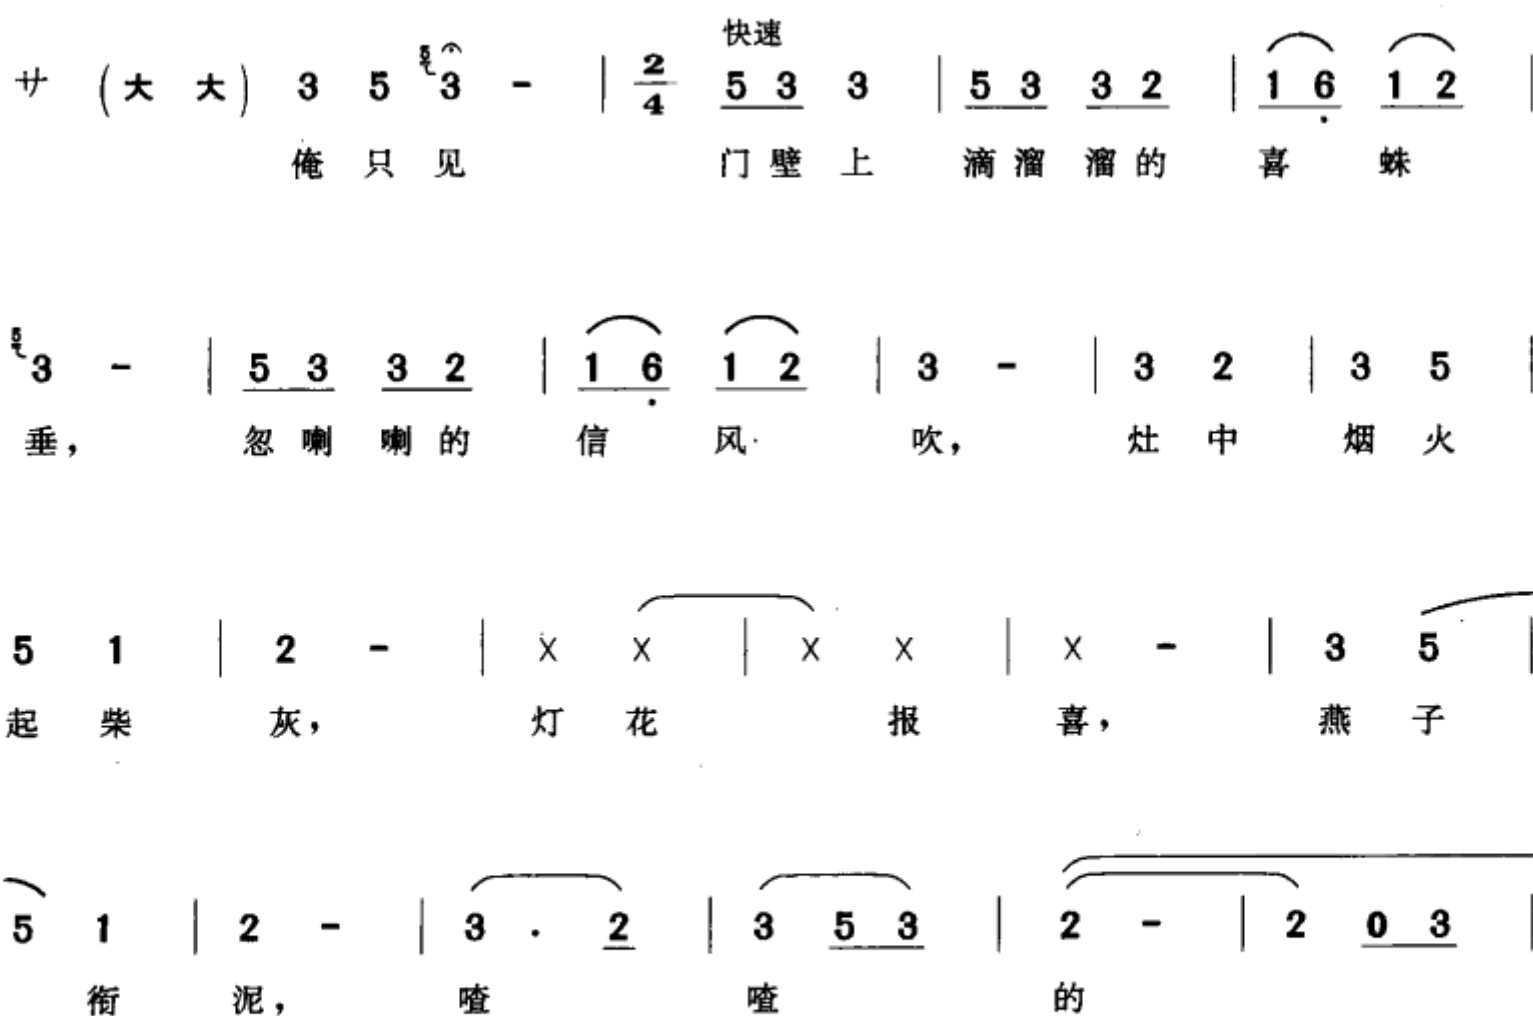 快速
サ (大 大) 3 5 5 3 - | 2/4 5 3 3 | 5 3 3 2 | 1 6 1 2 |
俺 只 见 门 壁 上 滴 溜 溜 的 喜 蛛
5 3 - | 5 3 3 2 | 1 6 1 2 | 3 - | 3 2 | 3 5 |
垂， 忽 喇 喇 的 信 风 吹， 灶 中 烟 火
5 1 | 2 - | X X | X X | X - | 3 5 |
起 柴 灰， 灯 花 报 喜， 燕 子
5 1 | 2 - | 3 . 2 | 3 5 3 | 2 - | 2 0 3 |
衔 泥， 喳 喳 的